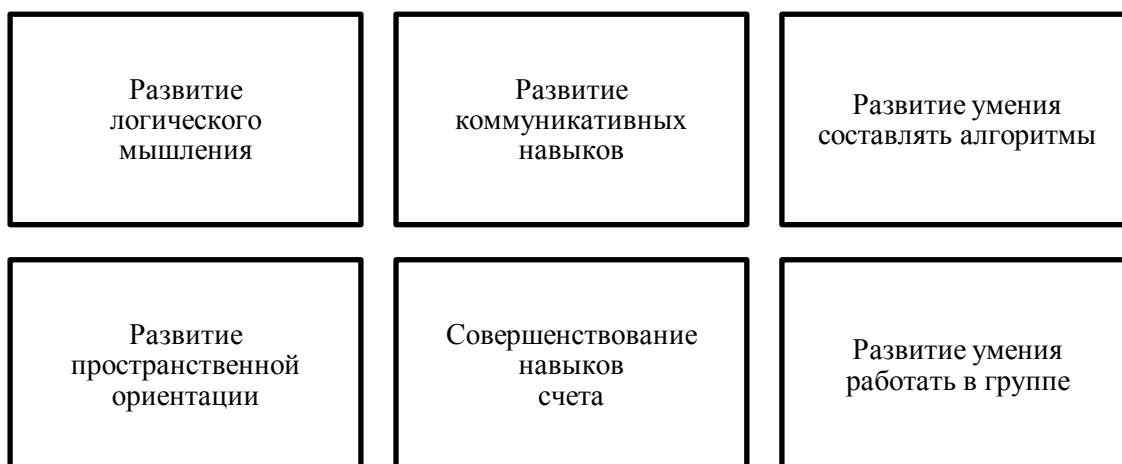 Развитие
логического
мышления
Развитие
коммуникативных
навыков
Развитие умения
составлять алгоритмы
Развитие
пространственной
ориентации
Совершенствование
навыков
счета
Развитие умения
работать в группе